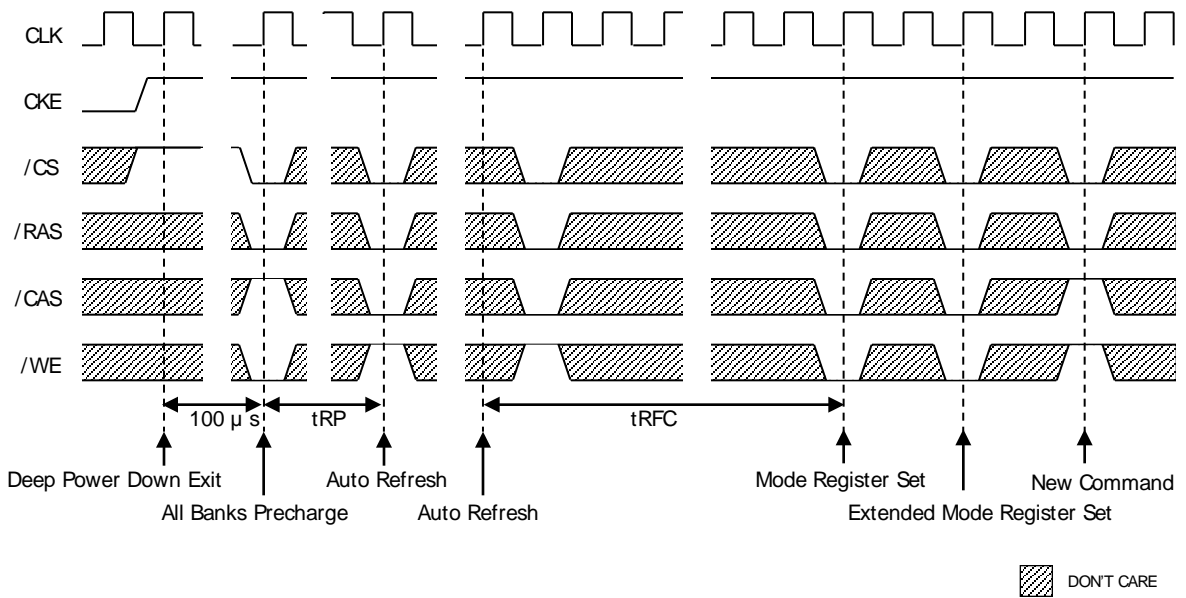 CLK
CKE
/CS
/RAS
/CAS
/WE
100 μ s
tRP
tRFC
Deep Power Down Exit
Auto Refresh
Mode Register Set
New Command
All Banks Precharge
Auto Refresh
Extended Mode Register Set
DON'T CARE